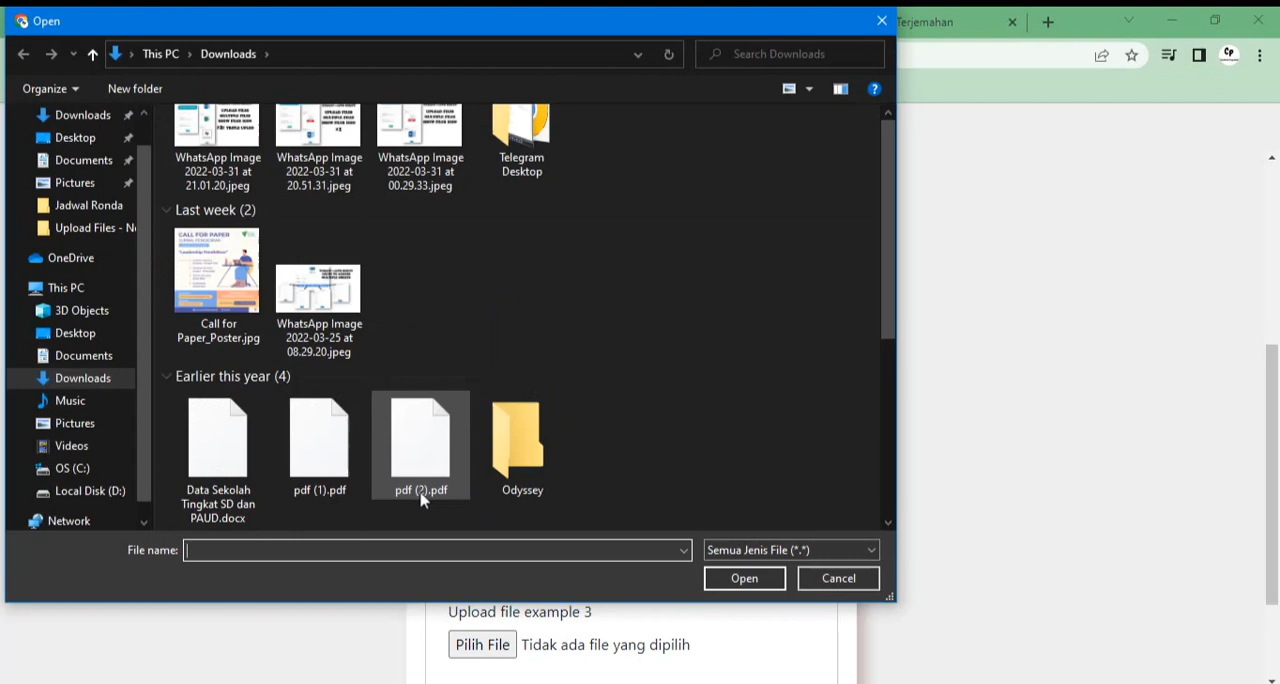 Open
Terjemahan
This PC
Downloads
Search Downloads
Organize
New folder
Downloads
Desktop
Documents
Pictures
Jadwal Ronda
Upload Files - Ne
OneDrive
This PC
3D Objects
Desktop
Documents
Downloads
Music
Pictures
Videos
OS (C:)
Local Disk (D:)
Network
WhatsApp Image
2022-03-31 at
21.01.20.jpeg
WhatsApp Image
2022-03-31 at
20.51.31.jpeg
WhatsApp Image
2022-03-31 at
00.29.33.jpeg
Telegram
Desktop
Last week (2)
CALL FOR PAPER
Call for
Paper_Poster.jpg
WhatsApp Image
2022-03-25 at
08.29.20.jpeg
Earlier this year (4)
Data Sekolah
Tingkat SD dan
PAUD.docx
pdf (1).pdf
pdf (2).pdf
Odyssey
File name:
Semua Jenis File (*.*)
Open
Cancel
Upload file example 3
Pilih File
Tidak ada file yang dipilih